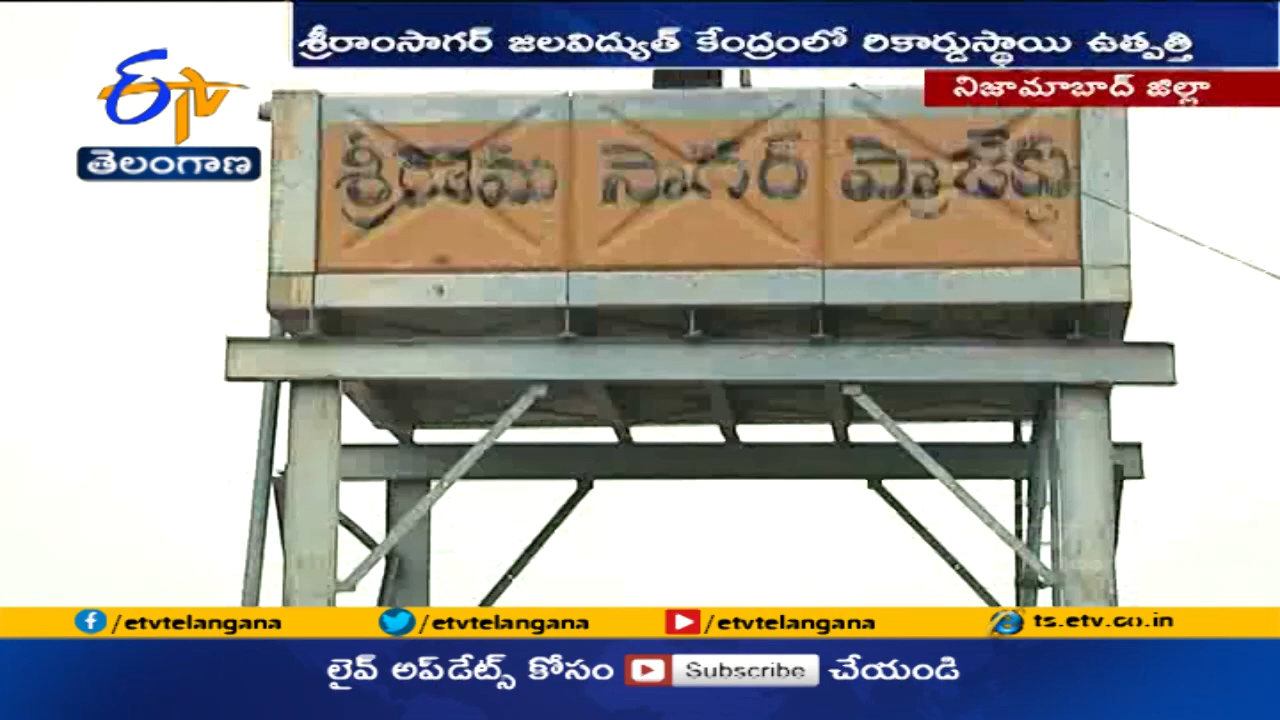 శ్రీరాంసాగర్ జలవిద్యుత్ కేంద్రంలో రికార్డుస్థాయి ఉత్పత్తి
నిజామాబాద్ జిల్లా
ETV
తెలంగాణ
శ్రీరామ సాగర్ ప్రాజెక్టు
/etvtelangana /etvtelangana /etvtelangana ts.etv.co.in
లైవ్ అప్‌డేట్స్ కోసం Subscribe చేయండి